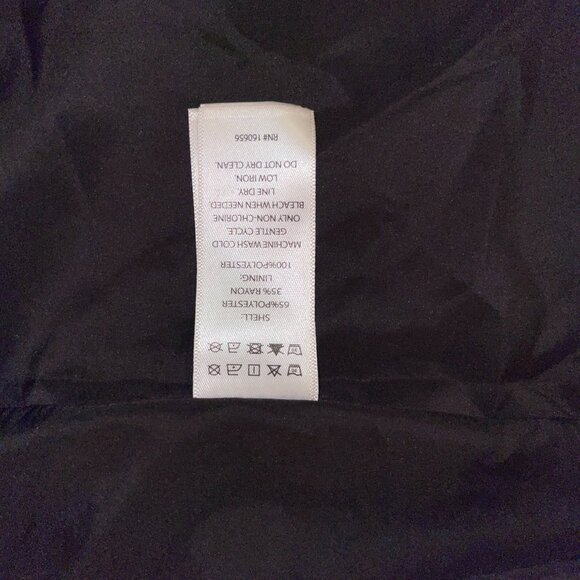 SHELL:
65%POLYESTER
35% RAYON
LINING:
100%POLYESTER
MACHINE WASH COLD
GENTLE CYCLE.
ONLY NON-CHLORINE
BLEACH WHEN NEEDED.
LINE DRY.
LOW IRON.
DO NOT DRY CLEAN.
RN# 160656